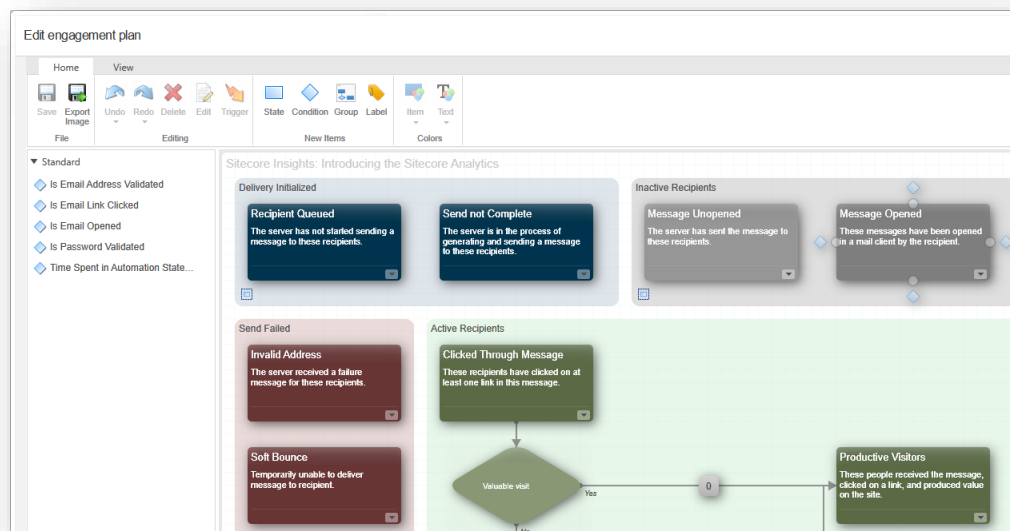 Edit engagement plan
Home View
Save Export Image Undo Redo Delete Edit Trigger State Condition Group Label Item Text
File Editing New Items Colors
Standard
Is Email Address Validated
Is Email Link Clicked
Is Email Opened
Is Password Validated
Time Spent in Automation State...
Sitecore Insights: Introducing the Sitecore Analytics
Delivery Initialized
Recipient Queued
The server has not started sending a
message to these recipients.
Send not Complete
The server is in the process of
generating and sending a message
to these recipients.
Inactive Recipients
Message Unopened
The server has sent the message to
these recipients.
Message Opened
These messages have been opened
in a mail client by the recipient.
Send Failed
Invalid Address
The server received a failure
message for these recipients.
Soft Bounce
Temporarily unable to deliver
message to recipient.
Active Recipients
Clicked Through Message
These recipients have clicked on at
least one link in this message.
Valuable visit
Yes
()
No
Productive Visitors
These people received the message,
clicked on a link, and produced value
on the site.